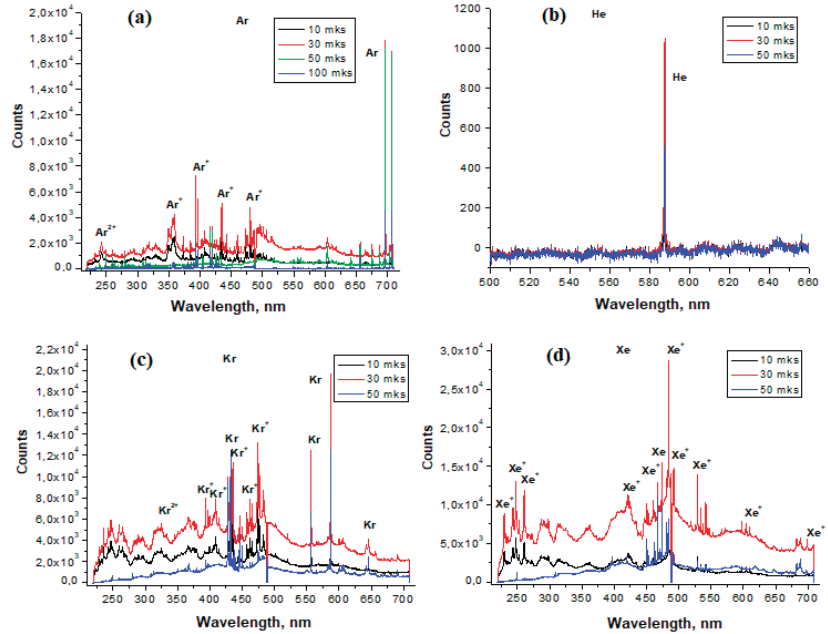 (a)
Ar
2,0x10⁴
1,8x10⁴
1,6x10⁴
1,4x10⁴
1,2x10⁴
1,0x10⁴
8,0x10³
6,0x10³
4,0x10³
2,0x10³
0,0
Counts
10 mks
30 mks
50 mks
100 mks
Ar
Ar⁺
Ar⁺
Ar⁺
Ar⁺
Ar²⁺
250 300 350 400 450 500 550 600 650 700
Wavelength, nm
(b)
He
1200
1000
800
600
400
200
0
Counts
10 mks
30 mks
50 mks
He
500 520 540 560 580 600 620 640 660
Wavelength, nm
(c)
Kr
2,2x10⁴
2,0x10⁴
1,8x10⁴
1,6x10⁴
1,4x10⁴
1,2x10⁴
1,0x10⁴
8,0x10³
6,0x10³
4,0x10³
2,0x10³
0,0
Counts
10 mks
30 mks
50 mks
Kr
Kr⁺
Kr
Kr
Kr⁺
Kr⁺
Kr⁺
Kr⁺
Kr²⁺
Kr
250 300 350 400 450 500 550 600 650 700
Wavelength, nm
(d)
Xe
Xe⁺
3,0x10⁴
2,5x10⁴
2,0x10⁴
1,5x10⁴
1,0x10⁴
5,0x10³
0,0
Counts
10 mks
30 mks
50 mks
Xe
Xe⁺
Xe⁺
Xe⁺
Xe⁺
Xe⁺
Xe⁺
Xe⁺
Xe⁺
Xe⁺
250 300 350 400 450 500 550 600 650 700
Wavelength, nm